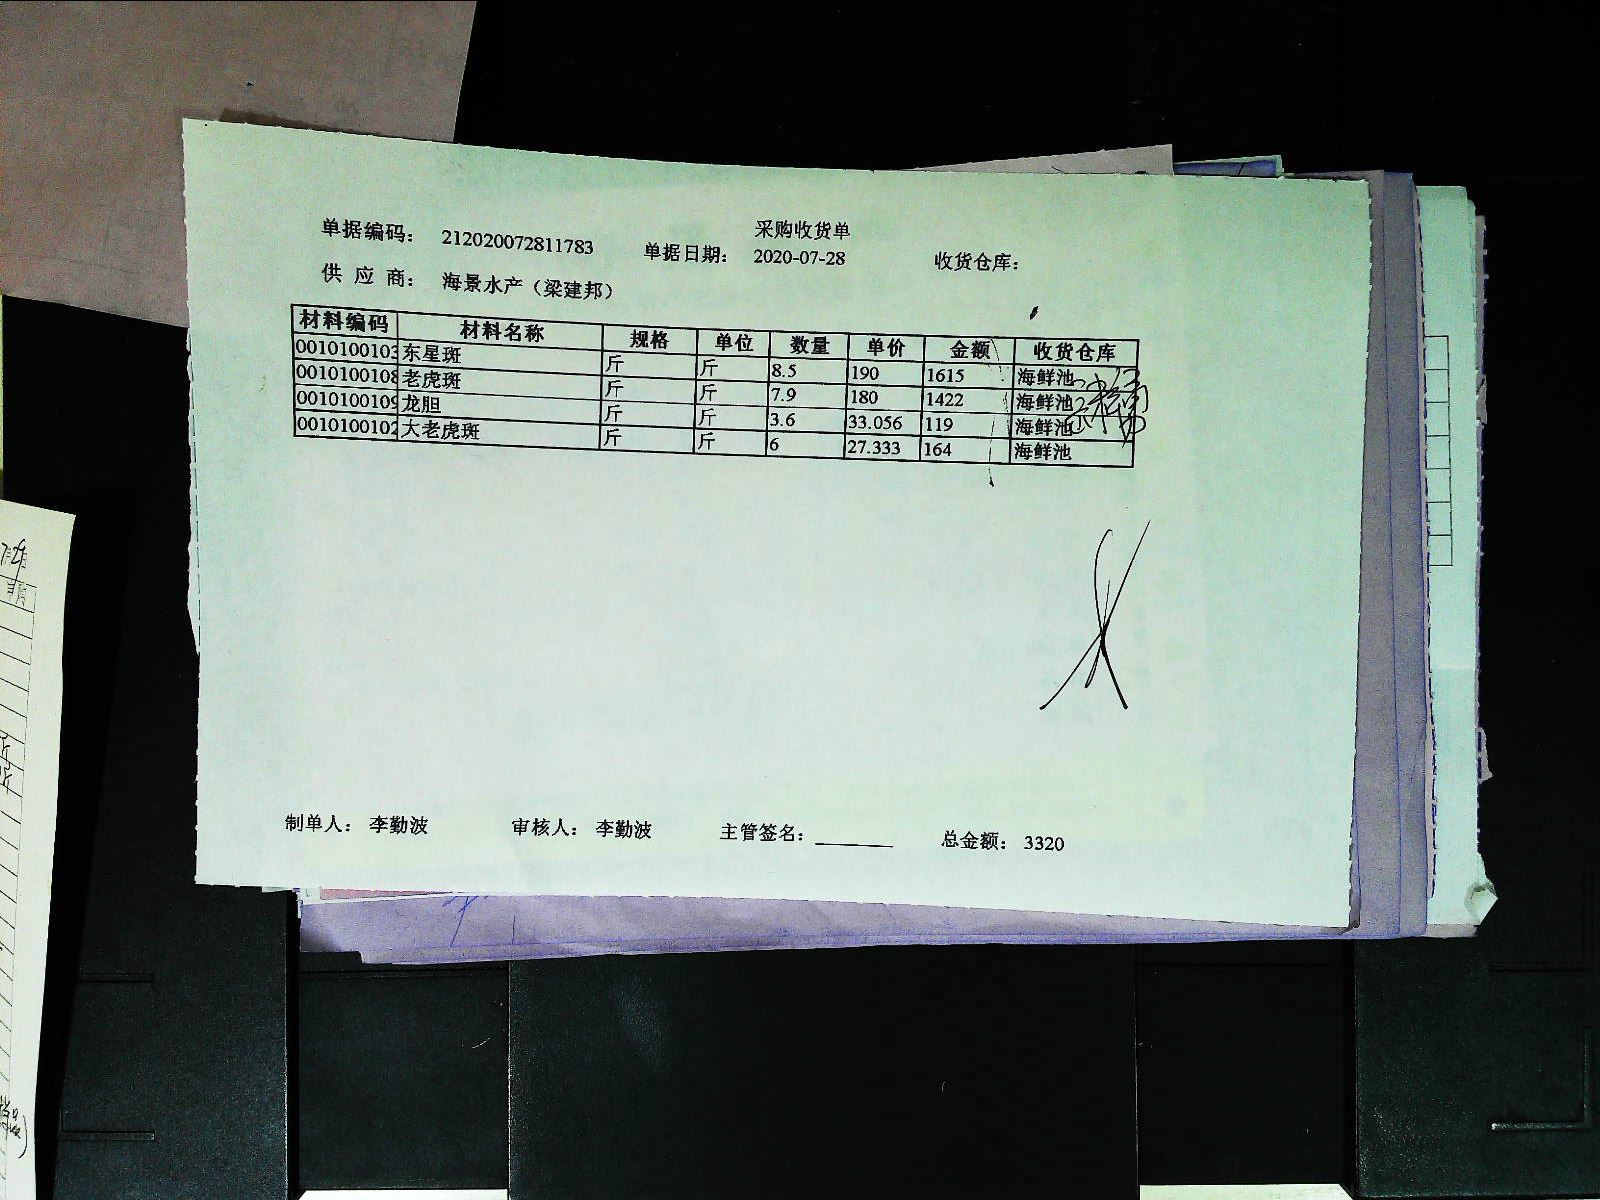 采购收货单
单据编码： 212020072811783 单据日期： 2020-07-28 收货仓库：
供 应 商： 海景水产（梁建邦）
材料编码 材料名称 规格 单位 数量 单价 金额 收货仓库
0010100103 东星斑 斤 斤 8.5 190 1615 海鲜池
0010100108 老虎斑 斤 斤 7.9 180 1422 海鲜池
0010100109 龙胆 斤 斤 3.6 33.056 119 海鲜池
0010100102 大老虎斑 斤 斤 6 27.333 164 海鲜池
制单人： 李勤波 审核人： 李勤波 主管签名： 总金额： 3320